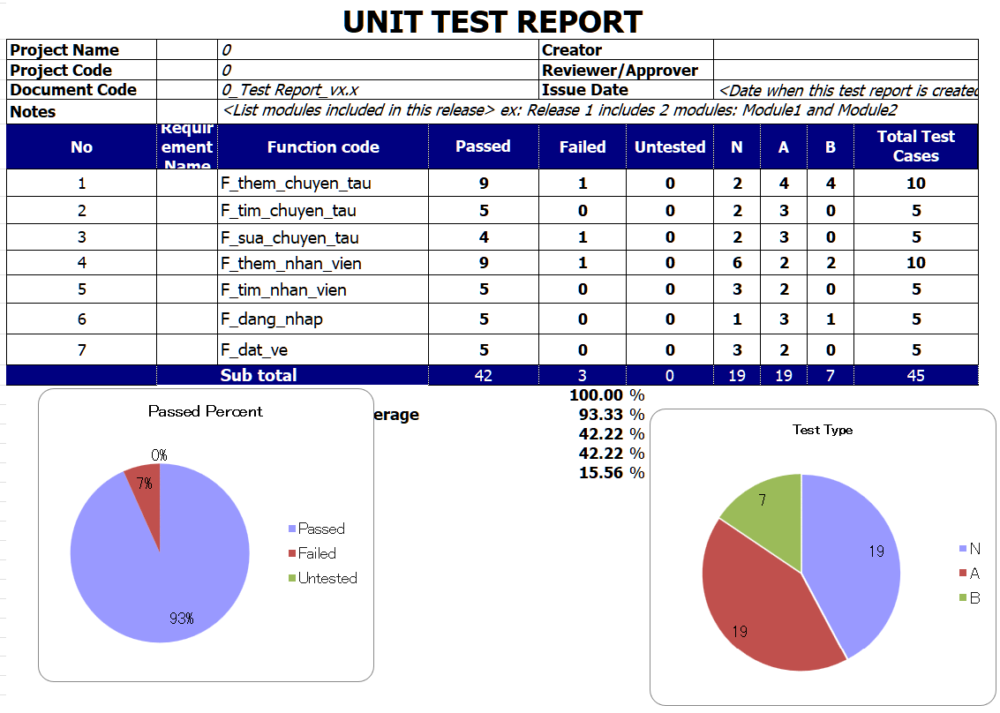 UNIT TEST REPORT
Project Name 0 Creator
Project Code 0 Reviewer/Approver
Document Code 0_Test Report_vx.x Issue Date <Date when this test report is created
Notes <List modules included in this release> ex: Release 1 includes 2 modules: Module1 and Module2
No Requirement Name Function code Passed Failed Untested N A B Total Test Cases
1 F_them_chuyen_tau 9 1 0 2 4 4 10
2 F_tim_chuyen_tau 5 0 0 2 3 0 5
3 F_sua_chuyen_tau 4 1 0 2 3 0 5
4 F_them_nhan_vien 9 1 0 6 2 2 10
5 F_tim_nhan_vien 5 0 0 3 2 0 5
6 F_dang_nhap 5 0 0 1 3 1 5
7 F_dat_ve 5 0 0 3 2 0 5
Sub total 42 3 0 19 19 7 45
100.00 %
erage 93.33 %
42.22 %
42.22 %
15.56 %
Passed Percent
0%
7%
93%
Passed
Failed
Untested
Test Type
7
19
19
N
A
B